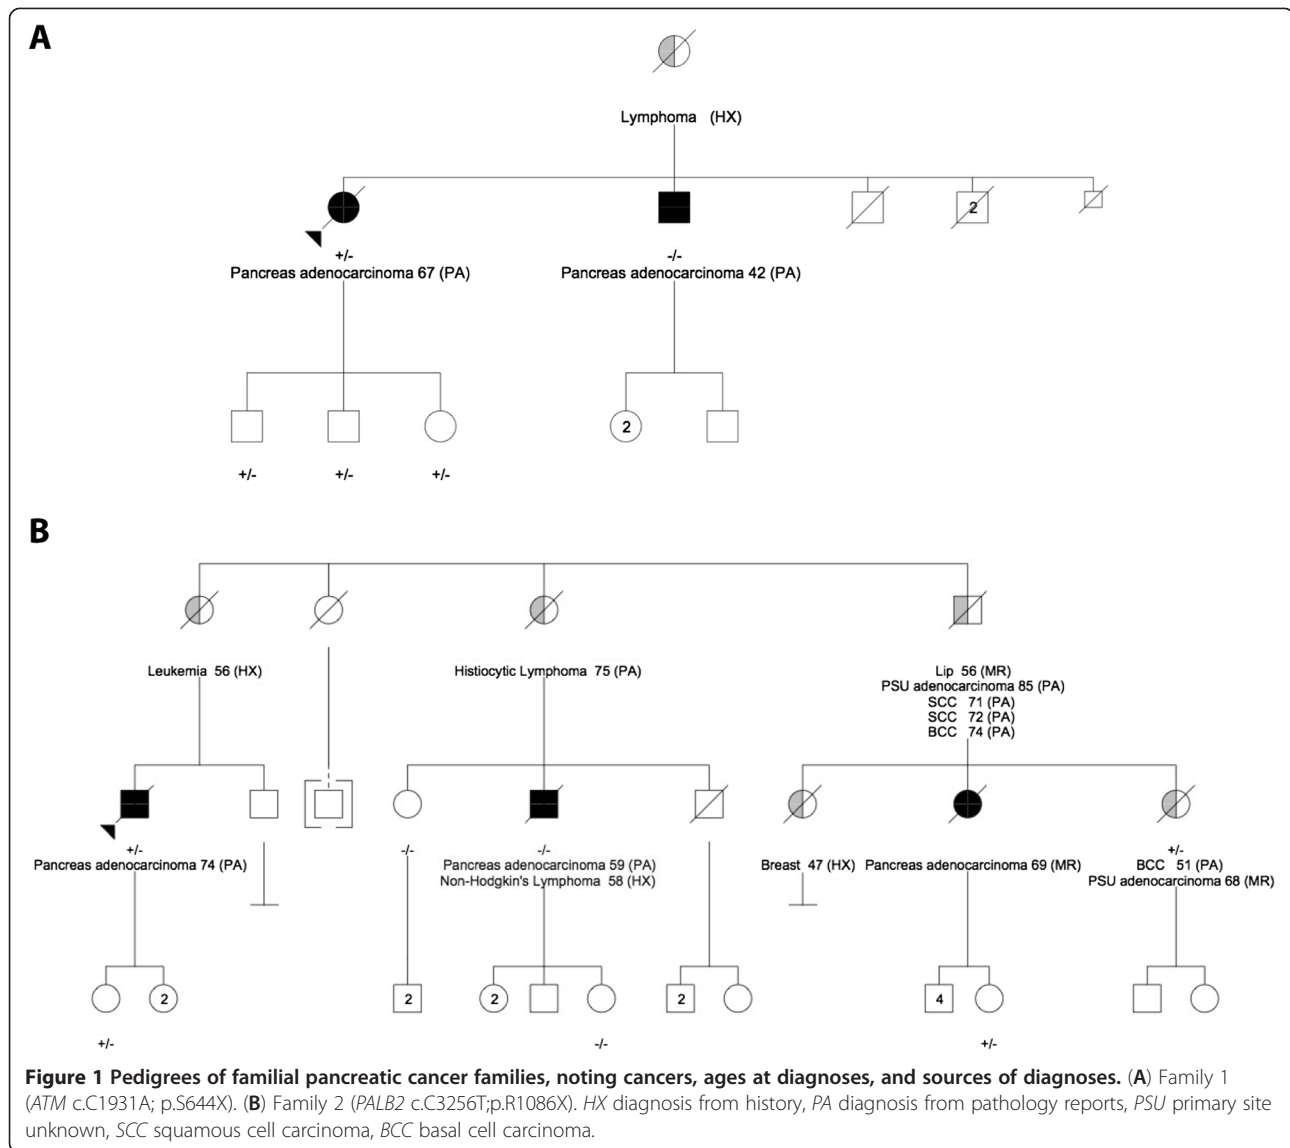 A
Lymphoma (HX)
2
+/-
-/-
Pancreas adenocarcinoma 67 (PA)
Pancreas adenocarcinoma 42 (PA)
2
+/-
+/-
+/-
B
Leukemia 56 (HX)
Histiocytic Lymphoma 75 (PA)
Lip 56 (MR)
PSU adenocarcinoma 85 (PA)
SCC 71 (PA)
SCC 72 (PA)
BCC 74 (PA)
+/-
-/-
-/-
+/-
Pancreas adenocarcinoma 74 (PA)
Pancreas adenocarcinoma 59 (PA)
Non-Hodgkin's Lymphoma 58 (HX)
Breast 47 (HX)
Pancreas adenocarcinoma 69 (MR)
BCC 51 (PA)
PSU adenocarcinoma 68 (MR)
2
2
2
2
4
+/-
-/-
+/-
Figure 1 Pedigrees of familial pancreatic cancer families, noting cancers, ages at diagnoses, and sources of diagnoses. (A) Family 1
(ATM c.C1931A; p.S644X). (B) Family 2 (PALB2 c.C3256T;p.R1086X). HX diagnosis from history, PA diagnosis from pathology reports, PSU primary site
unknown, SCC squamous cell carcinoma, BCC basal cell carcinoma.